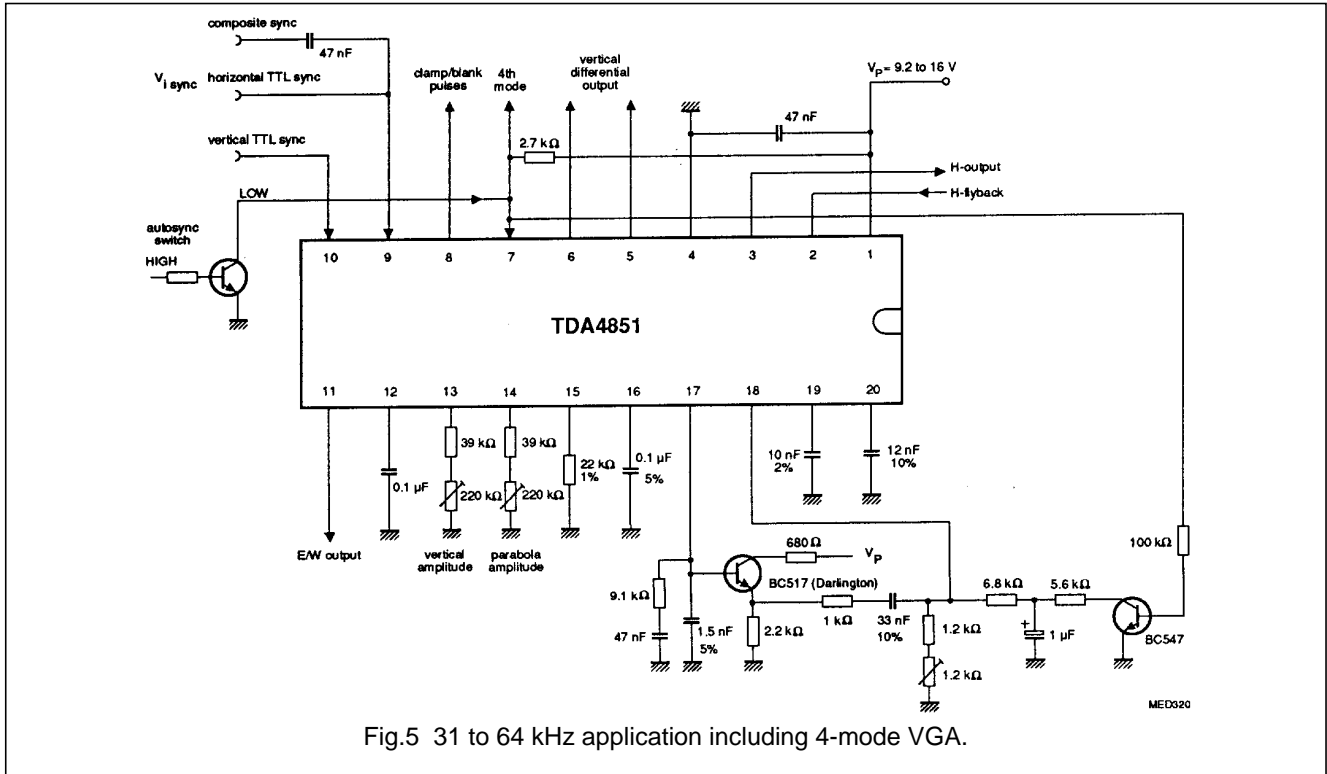 composite sync
47 nF
V i sync
horizontal TTL sync
clamp/blank
pulses
4th
mode
vertical
differential
output
VP= 9.2 to 16 V
47 nF
vertical TTL sync
2.7 kΩ
H-output
H-flyback
LOW
autosync
switch
HIGH
10 9 8 7 6 5 4 3 2 1
TDA4851
11 12 13 14 15 16 17 18 19 20
39 kΩ
39 kΩ
22 kΩ
1%
0.1 µF
5%
10 nF
2%
12 nF
10%
0.1 µF
220 kΩ
220 kΩ
E/W output
vertical
amplitude
parabola
amplitude
680 Ω
VP
100 kΩ
BC517 (Darlington)
9.1 kΩ
6.8 kΩ
5.6 kΩ
47 nF
1.5 nF
5%
2.2 kΩ
1 kΩ
33 nF
10%
1.2 kΩ
+
1 µF
BC547
1.2 kΩ
MED320
Fig.5 31 to 64 kHz application including 4-mode VGA.